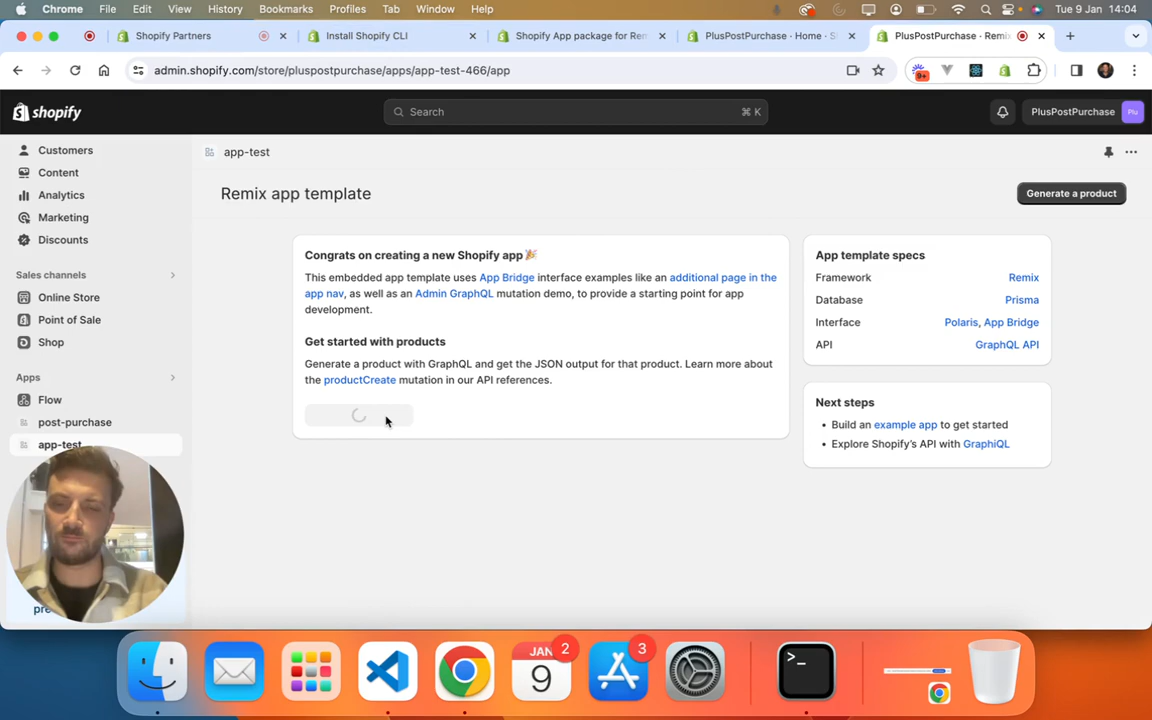 Chrome File Edit View History Bookmarks Profiles Tab Window Help Tue 9 Jan 14:04
Shopify Partners
Install Shopify CLI
Shopify App package for Rem
PlusPostPurchase · Home · S
PlusPostPurchase · Remix
admin.shopify.com/store/pluspostpurchase/apps/app-test-466/app
9+
shopify
Search
⌘ K
PlusPostPurchase
Plu
Customers
Content
Analytics
Marketing
Discounts
Sales channels
Online Store
Point of Sale
Shop
Apps
Flow
post-purchase
app-test
pre
app-test
Remix app template
Generate a product
Congrats on creating a new Shopify app 🎉
This embedded app template uses App Bridge interface examples like an additional page in the
app nav, as well as an Admin GraphQL mutation demo, to provide a starting point for app
development.
Get started with products
Generate a product with GraphQL and get the JSON output for that product. Learn more about
the productCreate mutation in our API references.
App template specs
Framework Remix
Database Prisma
Interface Polaris, App Bridge
API GraphQL API
Next steps
• Build an example app to get started
• Explore Shopify's API with GraphiQL
JAN
9
2
3
>_